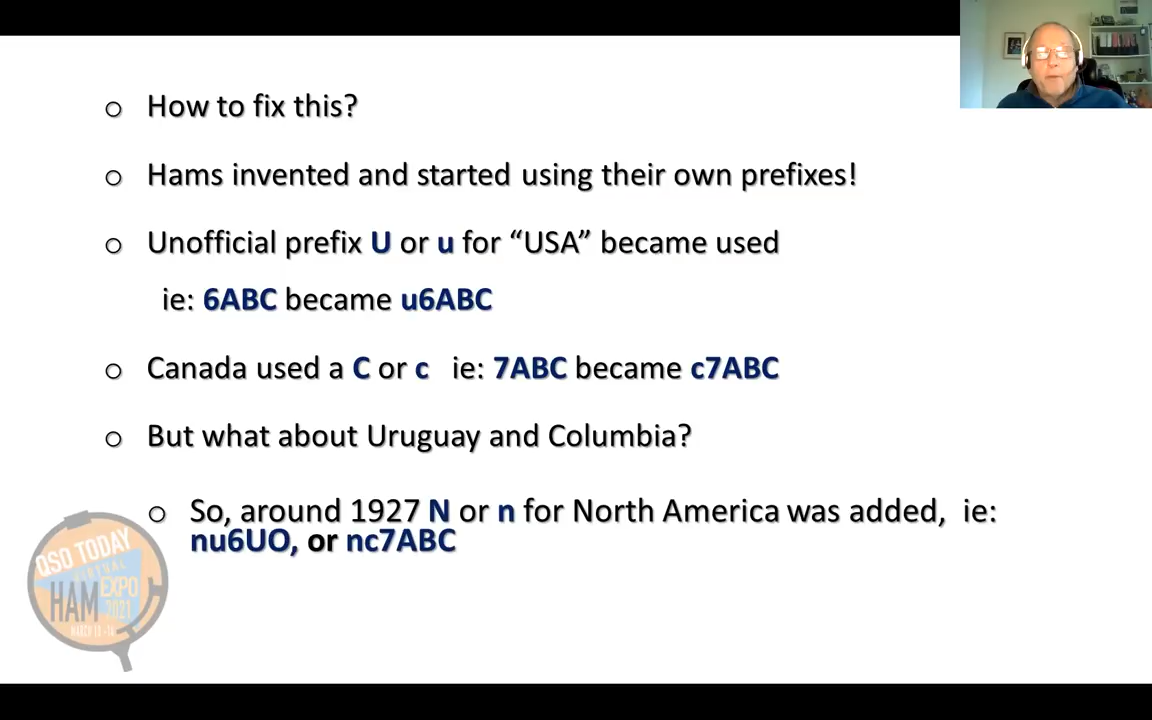 How to fix this?
Hams invented and started using their own prefixes!
Unofficial prefix U or u for “USA” became used
ie: 6ABC became u6ABC
Canada used a C or c ie: 7ABC became c7ABC
But what about Uruguay and Columbia?
So, around 1927 N or n for North America was added, ie:
nu6UO, or nc7ABC
QSO TODAY
VIRTUAL
HAM EXPO
2021